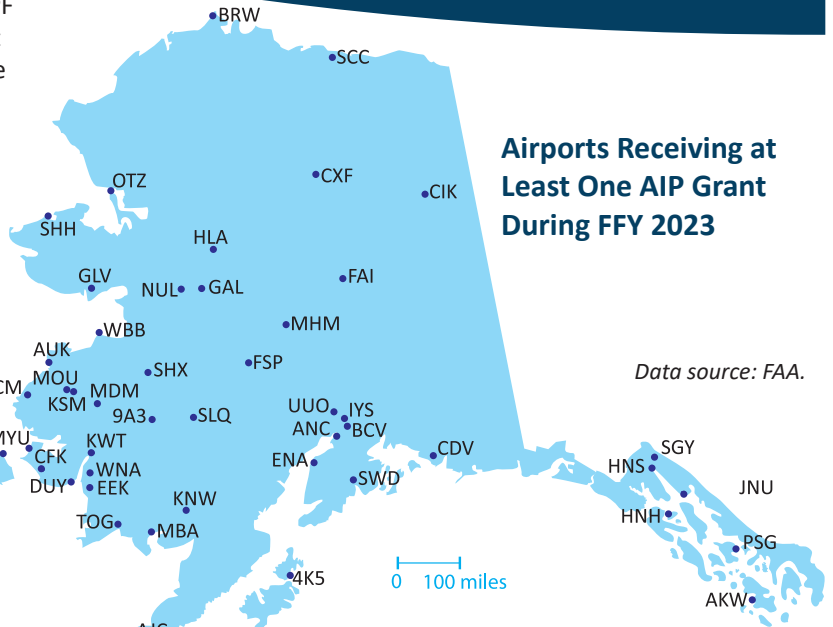 BRW
SCC
Airports Receiving at
Least One AIP Grant
During FFY 2023
CXF
OTZ
CIK
SHH
HLA
GLV
NUL
GAL
FAI
MHM
WBB
AUK
FSP
SHX
Data source: FAA.
MOU
CM
MDM
KSM
UUO
IYS
9A3
SLQ
ANC
BCV
MYU
KWT
CDV
SGY
CFK
ENA
HNS
WNA
SWD
DUY
EEK
JNU
KNW
HNH
TOG
MBA
PSG
4K5
0 100 miles
AKW